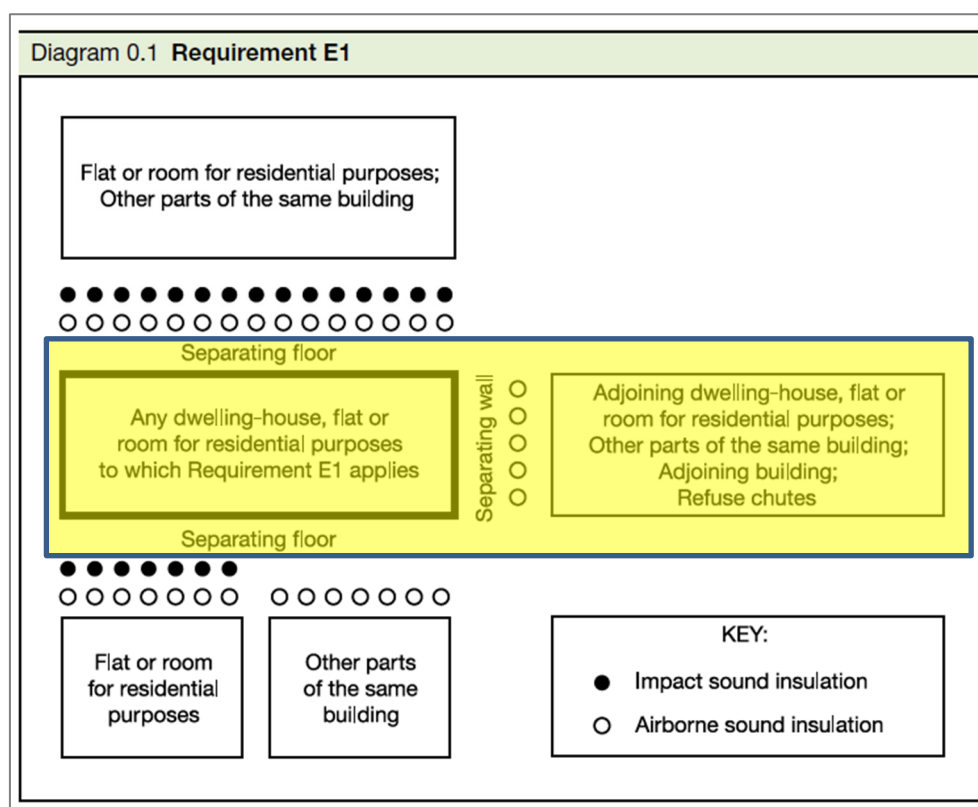 Diagram 0.1 Requirement E1
Flat or room for residential purposes;
Other parts of the same building
Separating floor
Any dwelling-house, flat or
room for residential purposes
to which Requirement E1 applies
Separating wall
Adjoining dwelling-house, flat or
room for residential purposes;
Other parts of the same building;
Adjoining building;
Refuse chutes
Separating floor
Flat or room
for residential
purposes
Other parts
of the same
building
KEY:
Impact sound insulation
Airborne sound insulation